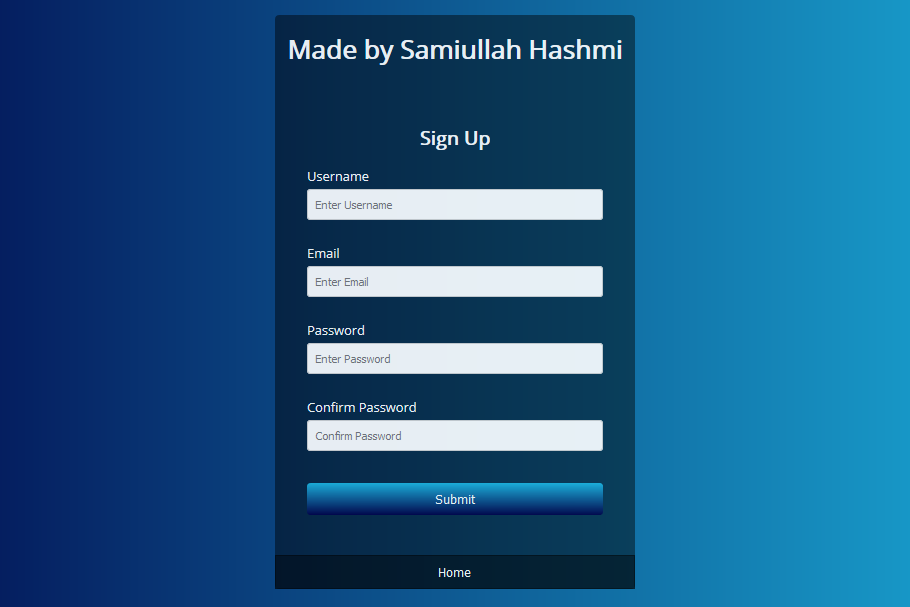 Made by Samiullah Hashmi
Sign Up
Username
Enter Username
Email
Enter Email
Password
Enter Password
Confirm Password
Confirm Password
Submit
Home